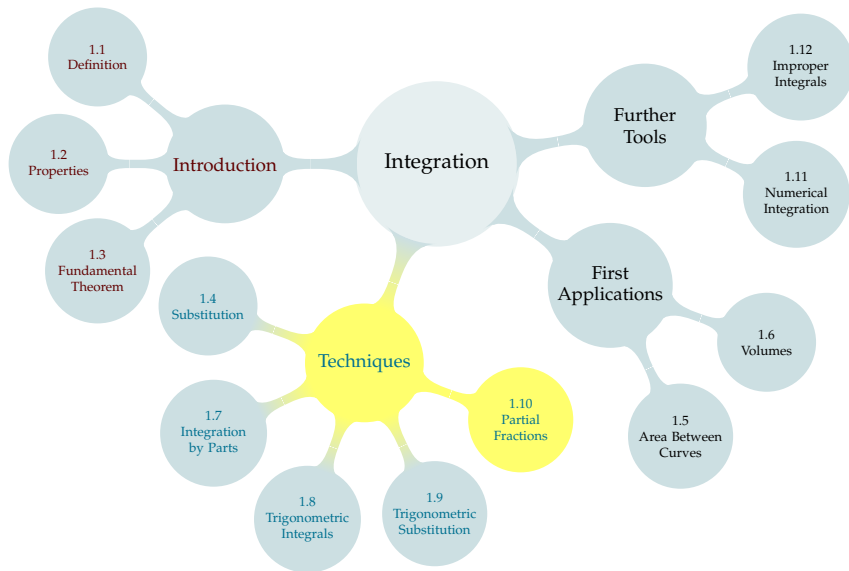 Integration
Introduction
1.1
Definition
1.2
Properties
1.3
Fundamental
Theorem
Techniques
1.4
Substitution
1.7
Integration
by Parts
1.8
Trigonometric
Integrals
1.9
Trigonometric
Substitution
1.10
Partial
Fractions
First
Applications
1.5
Area Between
Curves
1.6
Volumes
Further
Tools
1.11
Numerical
Integration
1.12
Improper
Integrals